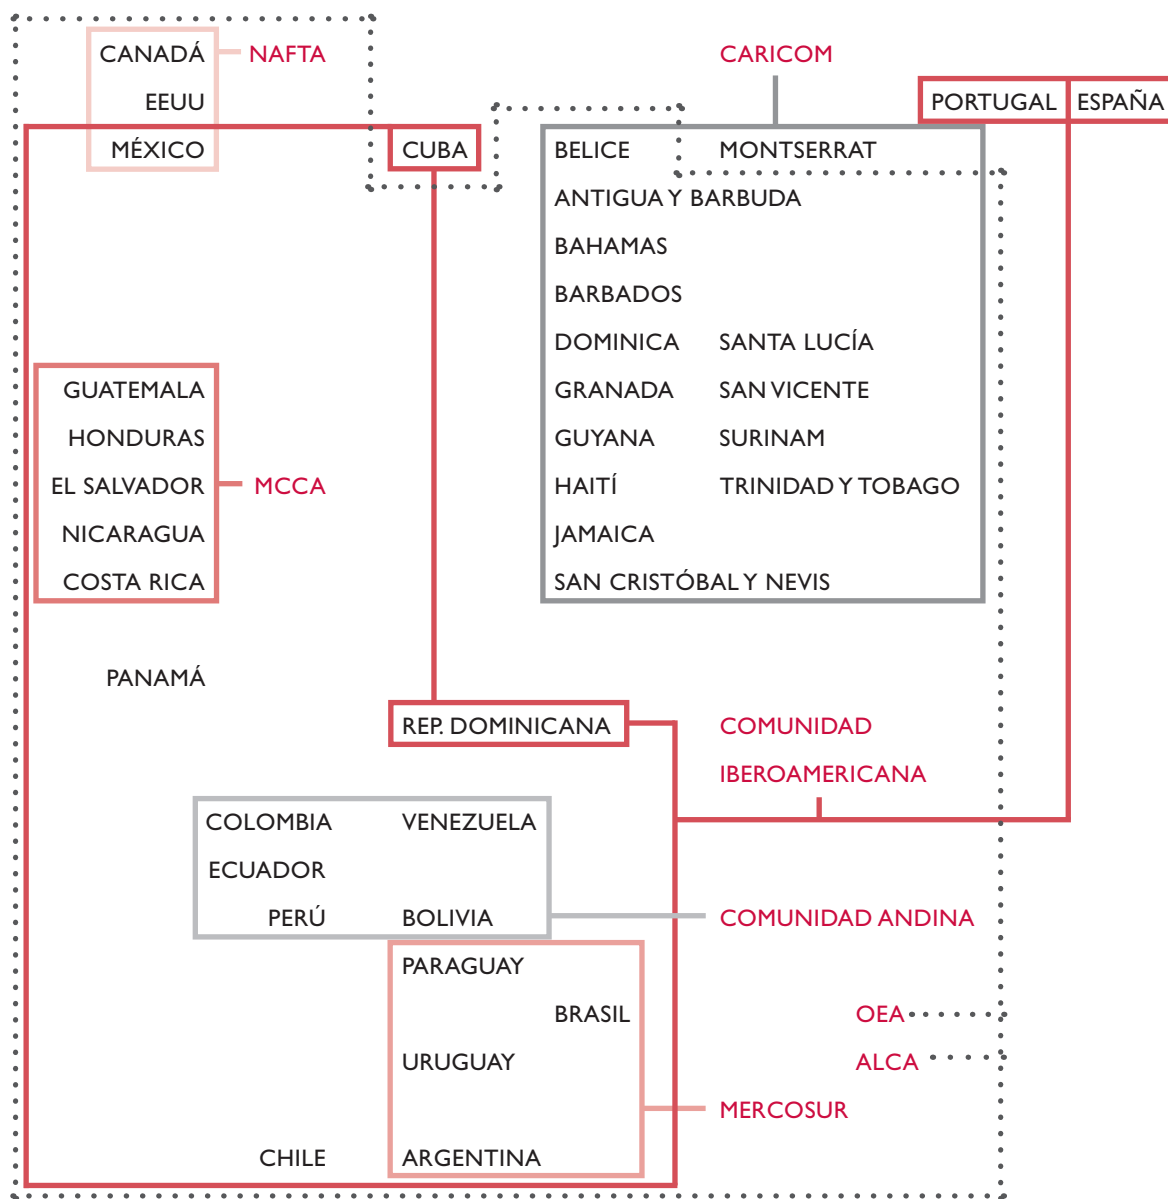 CANADÁ NAFTA CARICOM
EEUU PORTUGAL ESPAÑA
MÉXICO CUBA BELICE MONTSERRAT
ANTIGUA Y BARBUDA
BAHAMAS
BARBADOS
DOMINICA SANTA LUCÍA
GUATEMALA GRANADA SAN VICENTE
HONDURAS GUYANA SURINAM
EL SALVADOR MCCA HAITÍ TRINIDAD Y TOBAGO
NICARAGUA JAMAICA
COSTA RICA SAN CRISTÓBAL Y NEVIS
PANAMÁ
REP. DOMINICANA COMUNIDAD
IBEROAMERICANA
COLOMBIA VENEZUELA
ECUADOR
PERÚ BOLIVIA COMUNIDAD ANDINA
PARAGUAY
BRASIL OEA
URUGUAY ALCA
MERCOSUR
CHILE ARGENTINA